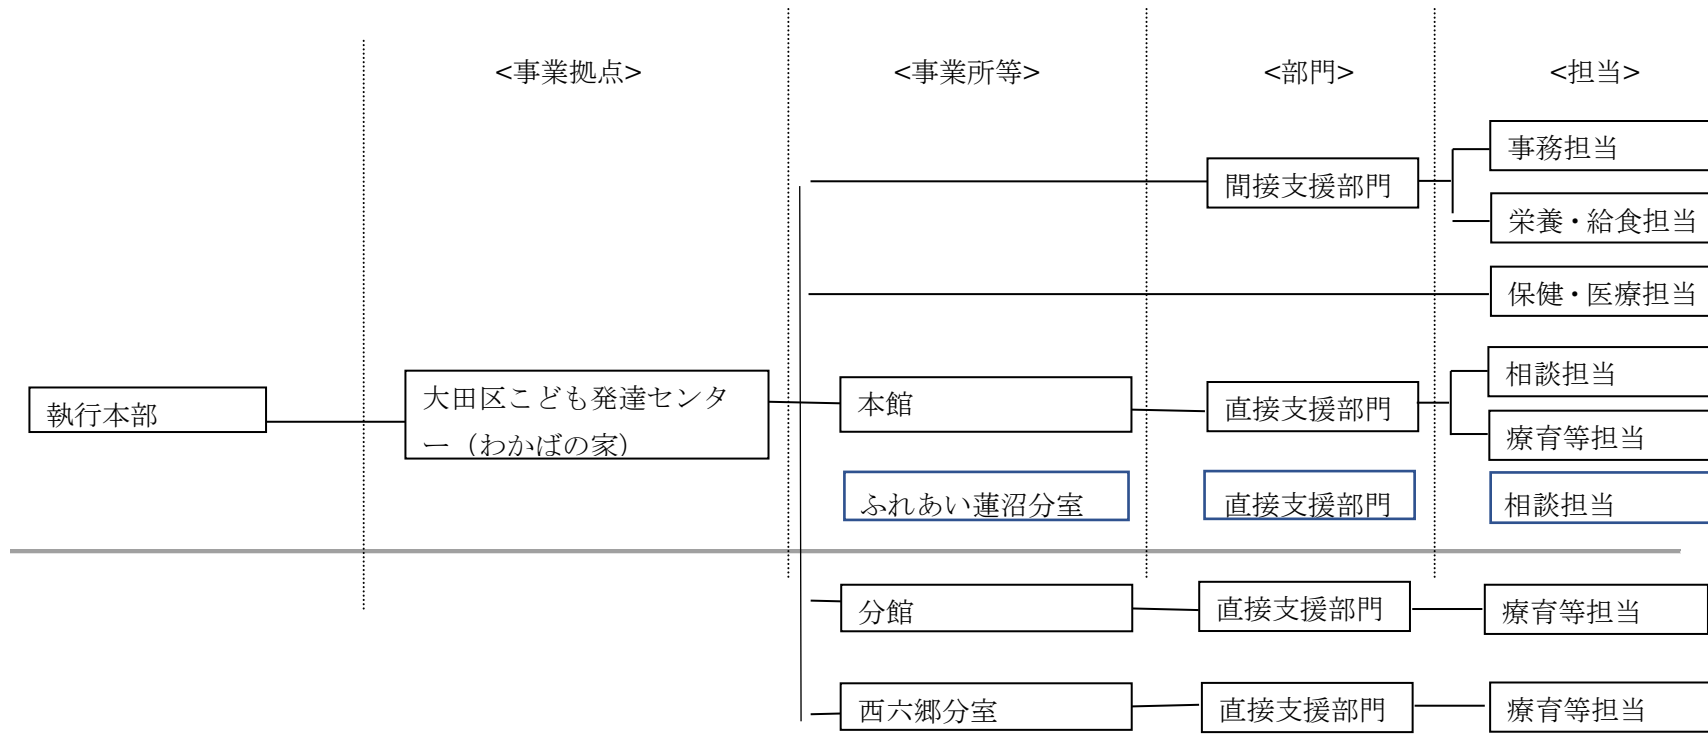 <事業拠点>
<事業所等>
<部門>
<担当>
事務担当
間接支援部門
栄養・給食担当
保健・医療担当
執行本部
大田区こども発達センタ
ー（わかばの家）
本館
直接支援部門
相談担当
療育等担当
ふれあい蓮沼分室
直接支援部門
相談担当
分館
直接支援部門
療育等担当
西六郷分室
直接支援部門
療育等担当